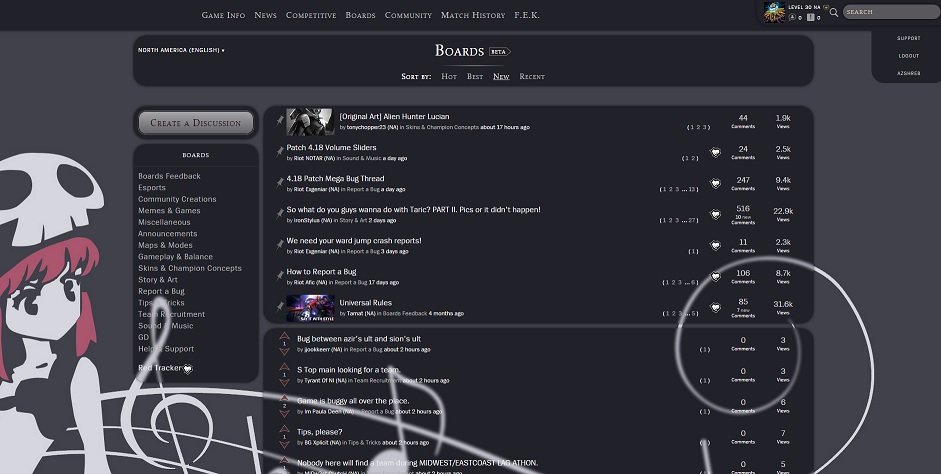 Game Info News Competitive Boards Community Match History F.E.K.
LEVEL 30 NA
0 0
SEARCH
SUPPORT
LOGOUT
AZSHREB
NORTH AMERICA (ENGLISH)
Boards BETA
Sort by: Hot Best New Recent
Create a Discussion
BOARDS
Boards Feedback
Esports
Community Creations
Memes & Games
Miscellaneous
Announcements
Maps & Modes
Gameplay & Balance
Skins & Champion Concepts
Story & Art
Report a Bug
Tips & Tricks
Team Recruitment
Sound & Music
GD
Help & Support
Red Tracker
[Original Art] Alien Hunter Lucian
by tonychopper23 (NA) in Skins & Champion Concepts about 17 hours ago
(1 2 3)
44 Comments
1.9k Views
Patch 4.18 Volume Sliders
by Riot NOTAR (NA) in Sound & Music a day ago
(1 2)
24 Comments
2.5k Views
4.18 Patch Mega Bug Thread
by Riot Exgeniar (NA) in Report a Bug a day ago
(1 2 3 ... 13)
247 Comments
9.4k Views
So what do you guys wanna do with Taric? PART II. Pics or it didn't happen!
by IronStylus (NA) in Story & Art 2 days ago
(1 2 3 ... 27)
516
10 new
Comments
22.9k Views
We need your ward jump crash reports!
by Riot Exgeniar (NA) in Report a Bug 3 days ago
(1)
11 Comments
2.3k Views
How to Report a Bug
by Riot Afic (NA) in Report a Bug 17 days ago
(1 2 3 ... 6)
106 Comments
8.7k Views
SAY IT WITH STYLE
Universal Rules
by Tamat (NA) in Boards Feedback 4 months ago
(1 2 3 ... 5)
85
7 new
Comments
31.6k Views
1
Bug between azir's ult and sion's ult
by jjookkeerr (NA) in Report a Bug about 2 hours ago
(1)
0 Comments
3 Views
1
S Top main looking for a team.
by Tyrant Of NI (NA) in Team Recruitment about 2 hours ago
(1)
0 Comments
3 Views
2
Game is buggy all over the place.
by Im Paula Deen (NA) in Report a Bug about 2 hours ago
(1)
0 Comments
6 Views
1
Tips, please?
by BG Xplicit (NA) in Tips & Tricks about 2 hours ago
0 Comments
7 Views
1
Nobody here will find a team during MIDWEST/EASTCOAST LAG ATHON.
0
5